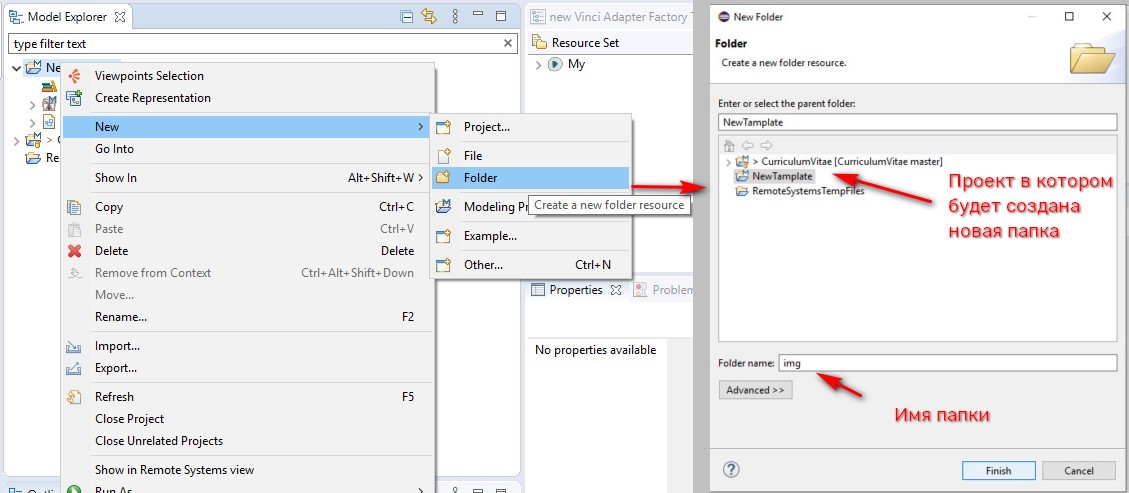 Model Explorer
type filter text
Ne
> C
Re
Viewpoints Selection
Create Representation
New
Go Into
Show In Alt+Shift+W
Copy Ctrl+C
Paste Ctrl+V
Delete Delete
Remove from Context Ctrl+Alt+Shift+Down
Move...
Rename... F2
Import...
Export...
Refresh F5
Close Project
Close Unrelated Projects
Show in Remote Systems view
Run As
Project...
File
Folder
Modeling Pr
Create a new folder resource
Example...
Other... Ctrl+N
new Vinci Adapter Factory T
Resource Set
My
Properties
Problem
No properties available
New Folder
Folder
Create a new folder resource.
Enter or select the parent folder:
NewTamplate
> CurriculumVitae [CurriculumVitae master]
NewTamplate
RemoteSystemsTempFiles
Проект в котором
будет создана
новая папка
Folder name: img
Advanced >>
Имя папки
Finish
Cancel